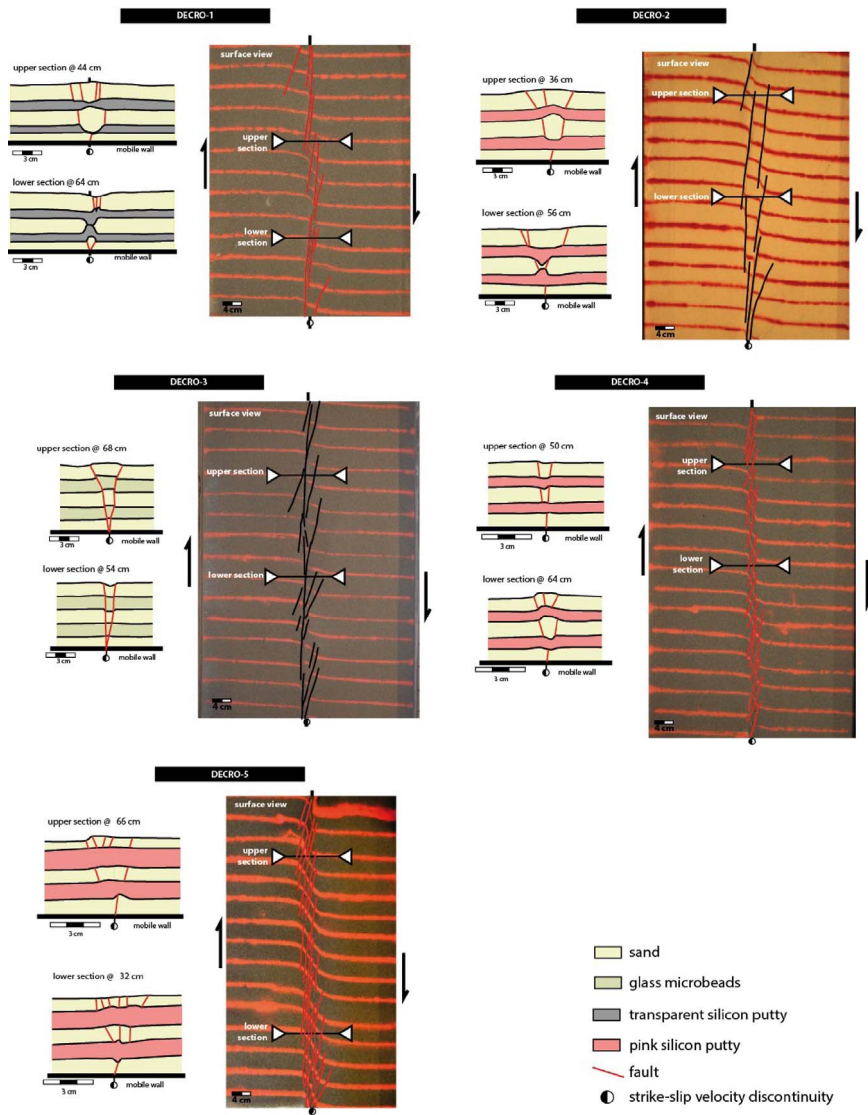 DECRO-1
surface view
upper section @ 44 cm
3 cm
mobile wall
lower section @64 cm
3 cm
mobile wall
upper
section
lower
section
4 cm
DECRO-2
surface view
upper section @ 36 cm
upper section
3 cm
mobile wall
lower section @ 56 cm
lower section
3 cm
mobile wall
4 cm
DECRO-3
surface view
upper section @ 68 cm
upper section
3 cm
mobile wall
lower section @ 54 cm
lower section
3 cm
mobile wall
4 cm
DECRO-4
surface view
upper section @ 50 cm
upper
section
3 cm
mobile wall
lower section @ 64 cm
lower
section
3 cm
mobile wall
4 cm
DECRO-5
surface view
upper section @ 66 cm
upper
section
3 cm
mobile wall
lower section @ 32 cm
lower
section
3 cm
mobile wall
4 cm
sand
glass microbeads
transparent silicon putty
pink silicon putty
fault
strike-slip velocity discontinuity